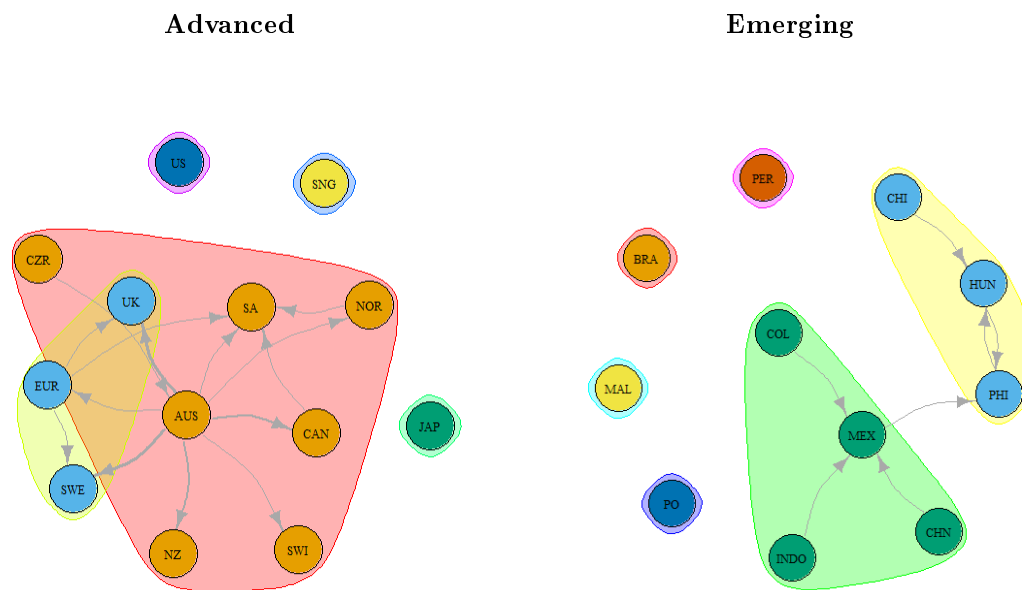 Advanced
Emerging
US
SNG
CZR
UK
SA
NOR
EUR
AUS
CAN
JAP
SWE
NZ
SWI
PER
CHI
BRA
HUN
COL
MAL
PHI
MEX
PO
CHN
INDO